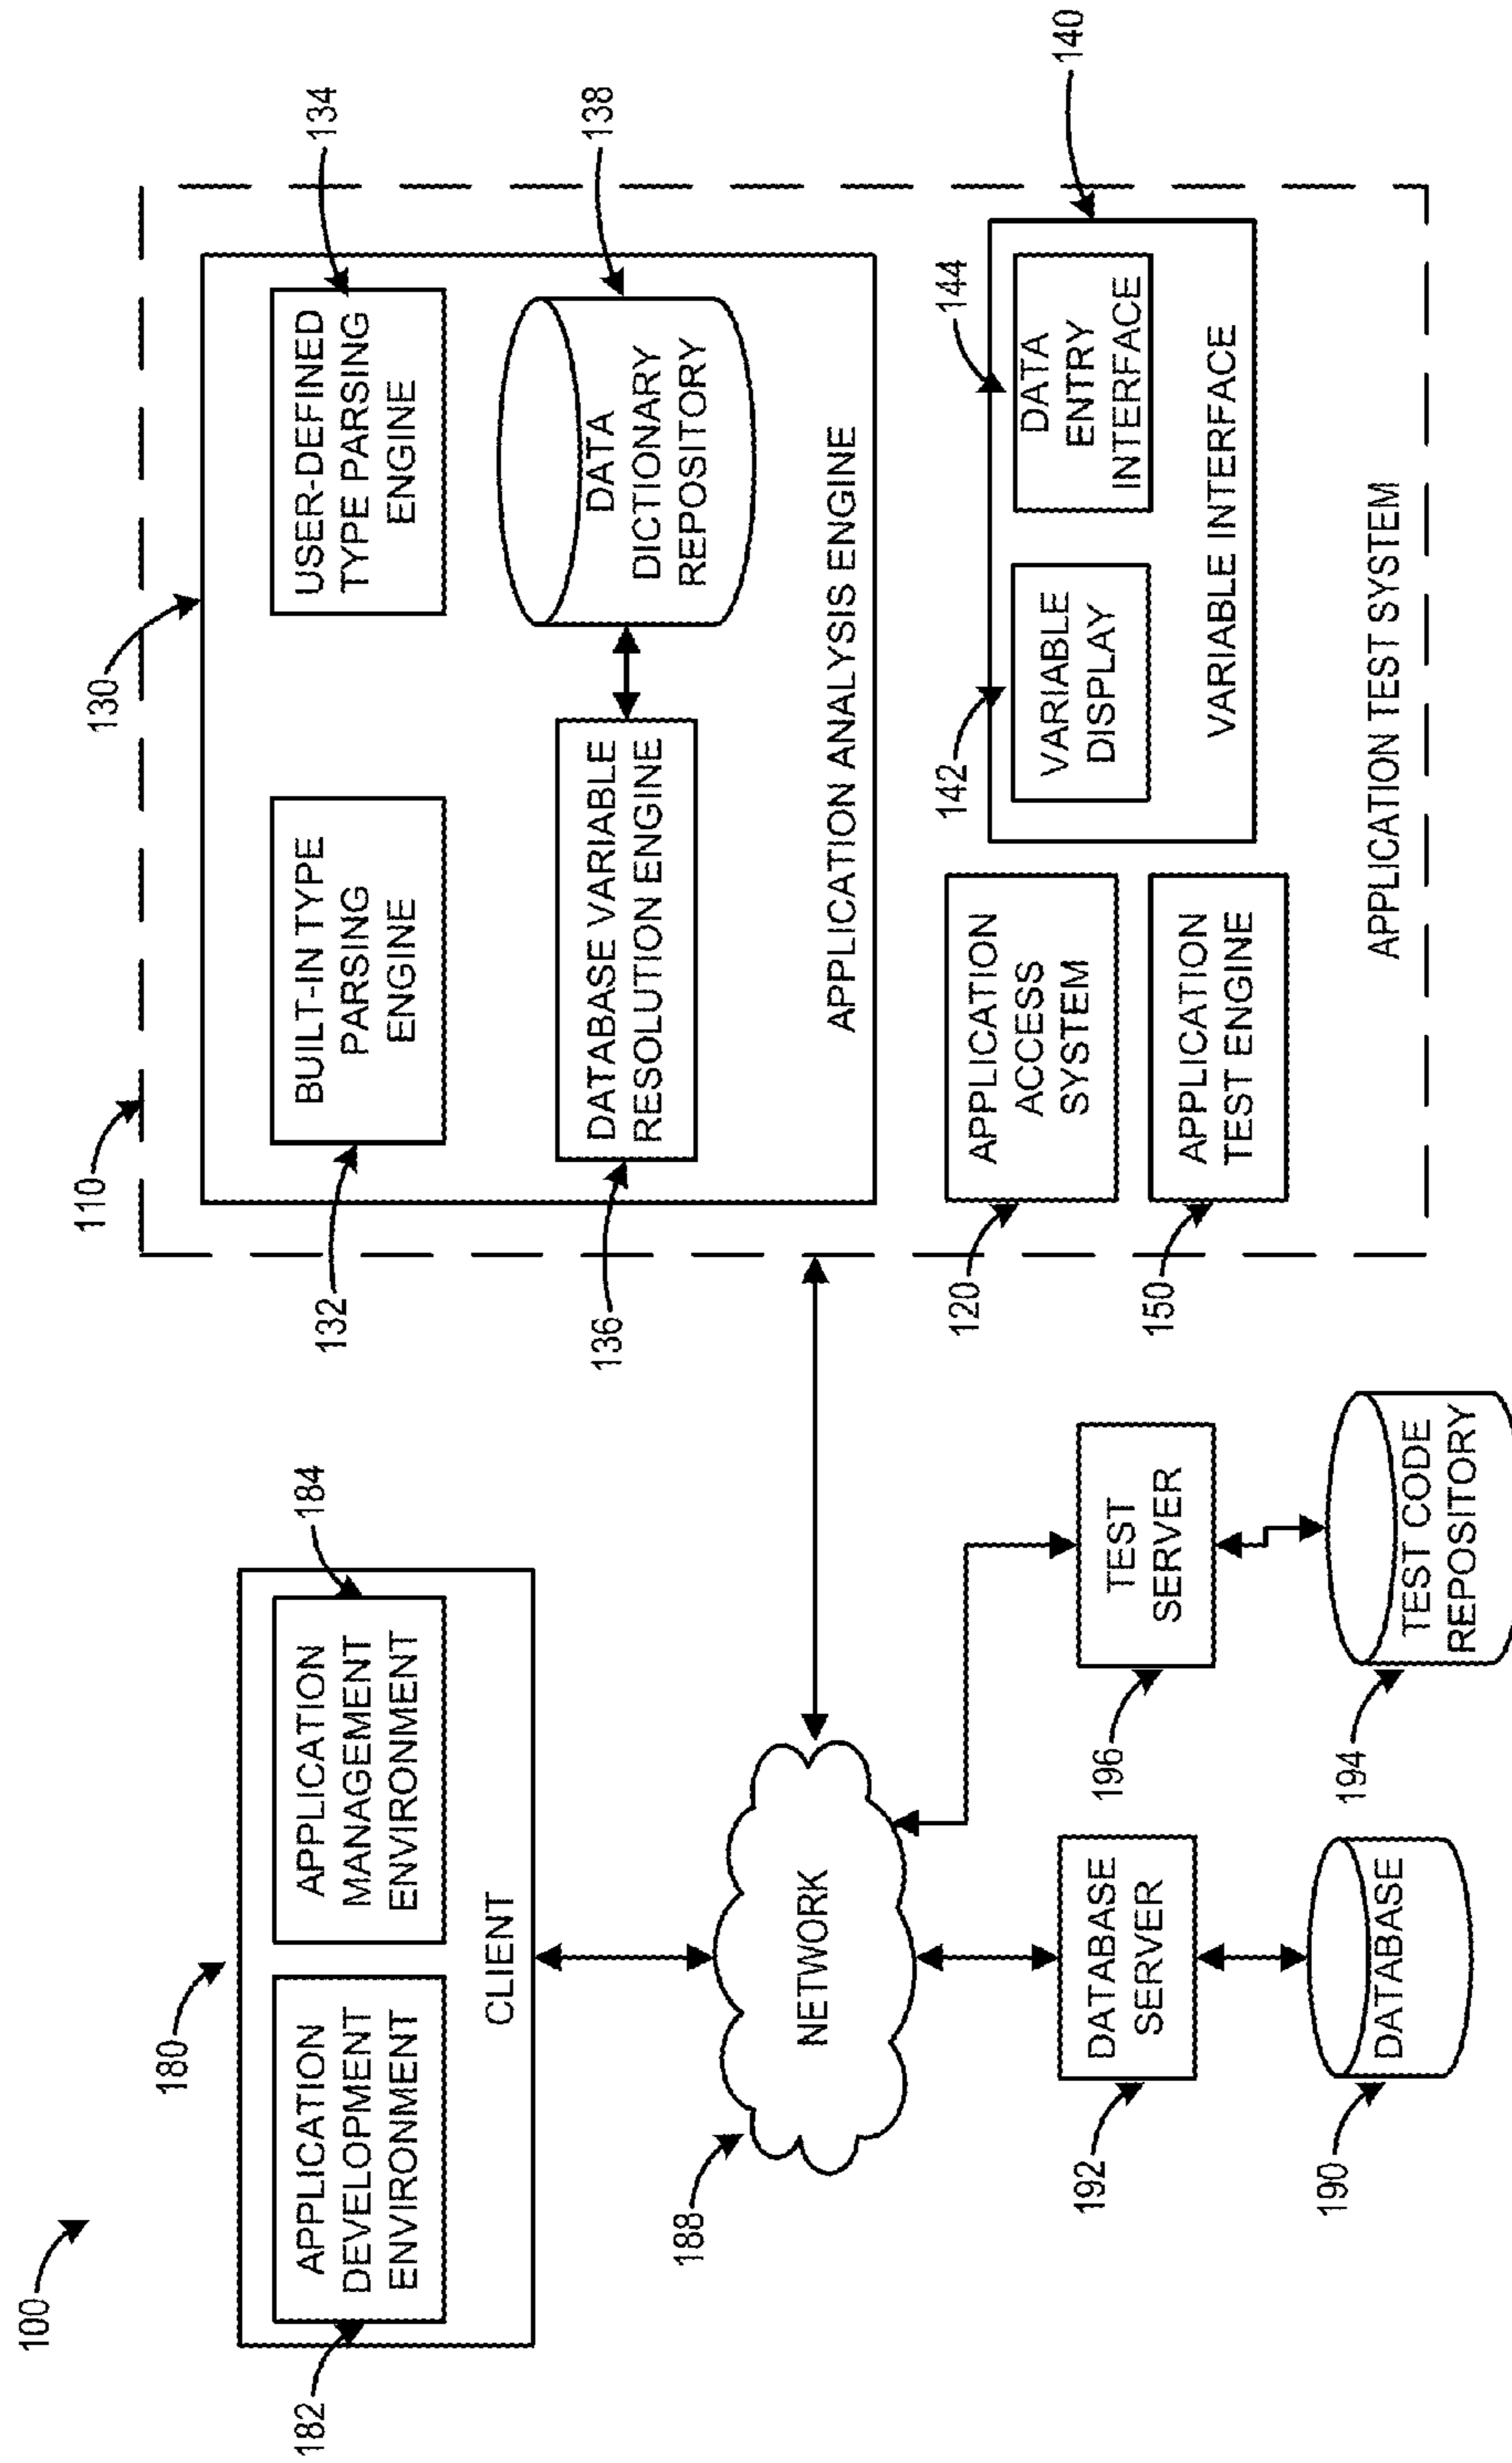 100
180
182
APPLICATION
DEVELOPMENT
ENVIRONMENT
184
APPLICATION
MANAGEMENT
ENVIRONMENT
CLIENT
188
NETWORK
192
DATABASE
SERVER
190
DATABASE
196
TEST
SERVER
194
TEST CODE
REPOSITORY
110
130
132
BUILT-IN TYPE
PARSING
ENGINE
134
USER-DEFINED
TYPE PARSING
ENGINE
136
DATABASE VARIABLE
RESOLUTION ENGINE
138
DATA
DICTIONARY
REPOSITORY
APPLICATION ANALYSIS ENGINE
120
APPLICATION
ACCESS
SYSTEM
150
APPLICATION
TEST ENGINE
140
142
VARIABLE
DISPLAY
144
DATA
ENTRY
INTERFACE
VARIABLE INTERFACE
APPLICATION TEST SYSTEM